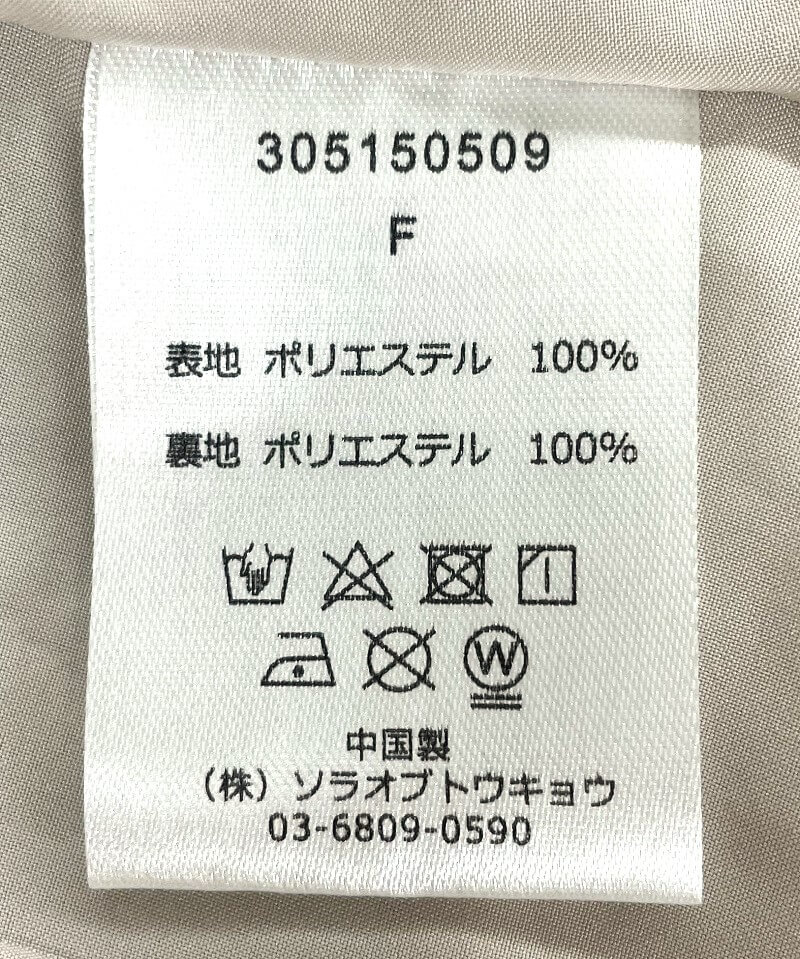 305150509
F
表地 ポリエステル 100%
裏地 ポリエステル 100%
W
中国製
（株）ソラオブトウキョウ
03-6809-0590